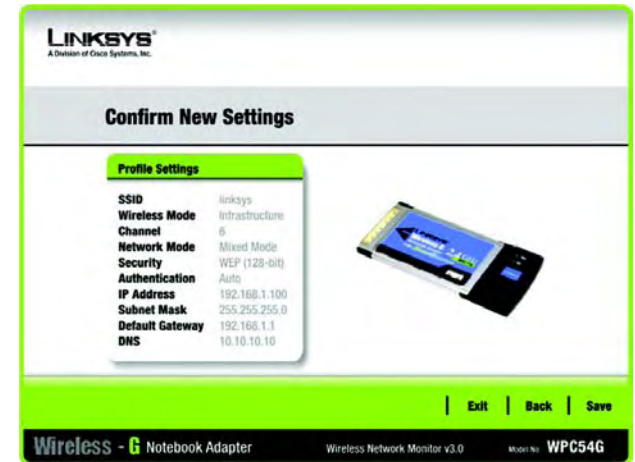 LINKSYS®
A Division of Cisco Systems, Inc.
Confirm New Settings
Profile Settings
SSID linksys
Wireless Mode Infrastructure
Channel 6
Network Mode Mixed Mode
Security WEP (128-bit)
Authentication Auto
IP Address 192.168.1.100
Subnet Mask 255.255.255.0
Default Gateway 192.168.1.1
DNS 10.10.10.10
LINKSYS
Exit | Back | Save
Wireless - G Notebook Adapter Wireless Network Monitor v3.0 Model No. WPC54G